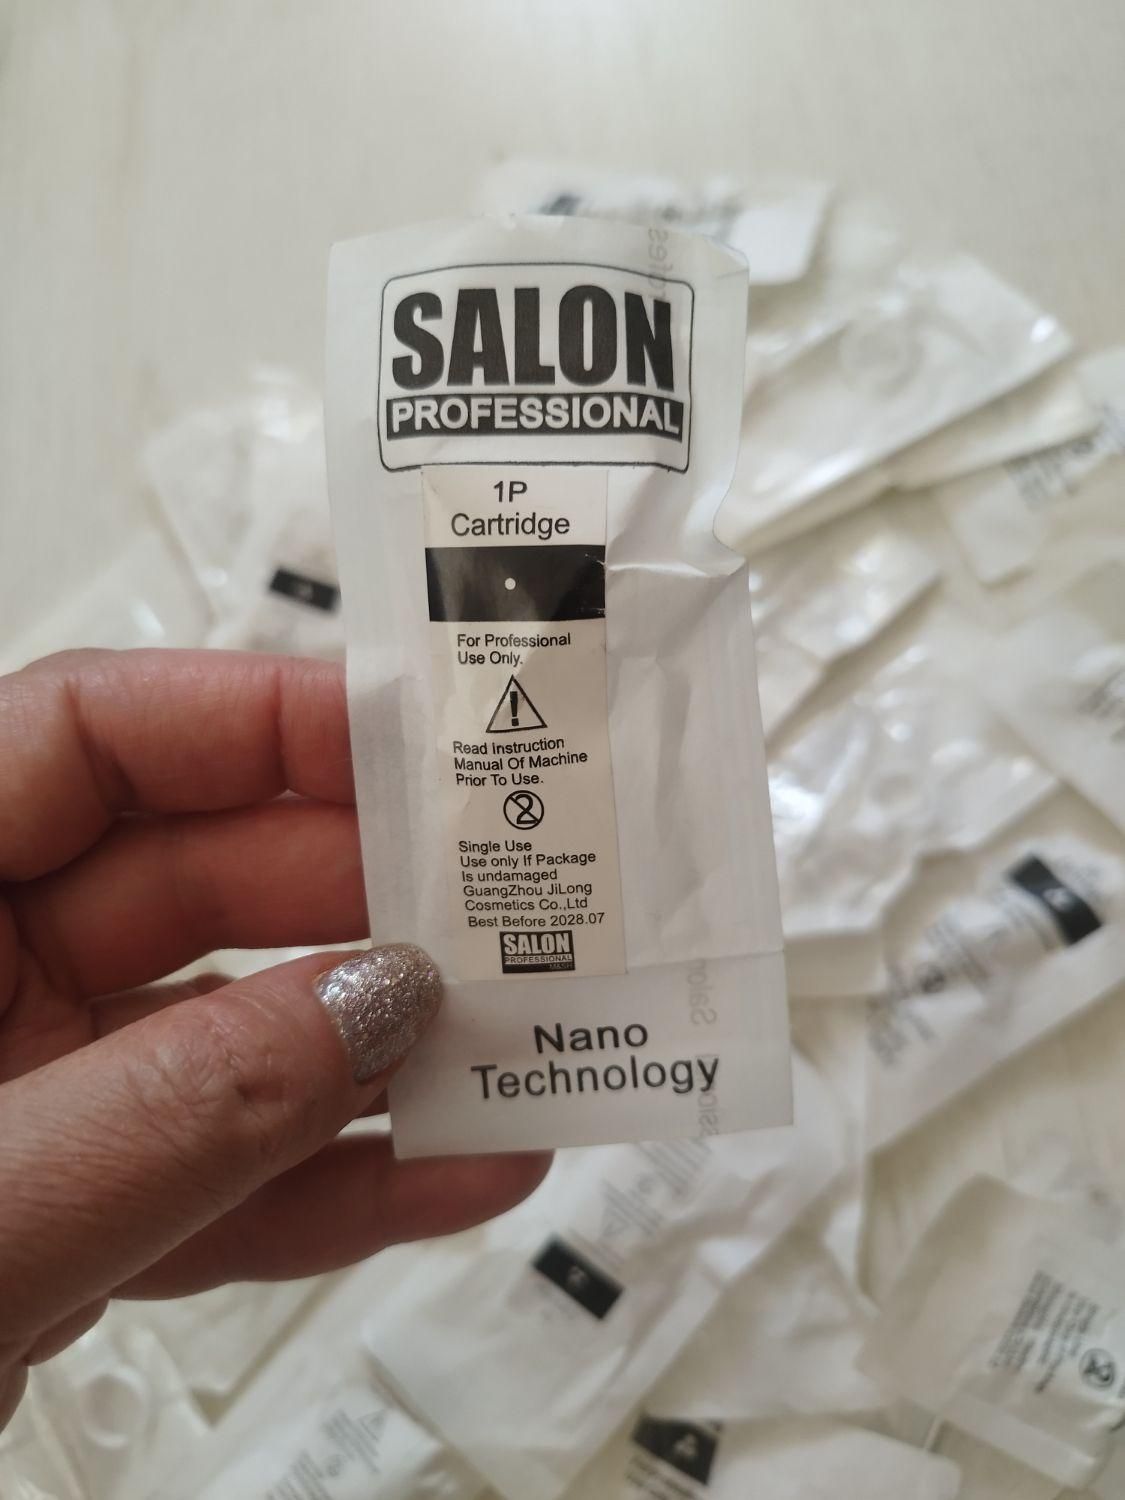 SALON
PROFESSIONAL
1P
Cartridge
For Professional
Use Only.
Read Instruction
Manual Of Machine
Prior To Use.
2
Single Use
Use only If Package
Is undamaged
GuangZhou JiLong
Cosmetics Co.,Ltd
Best Before 2028.07
SALON
PROFESSIONAL
Nano
Technology